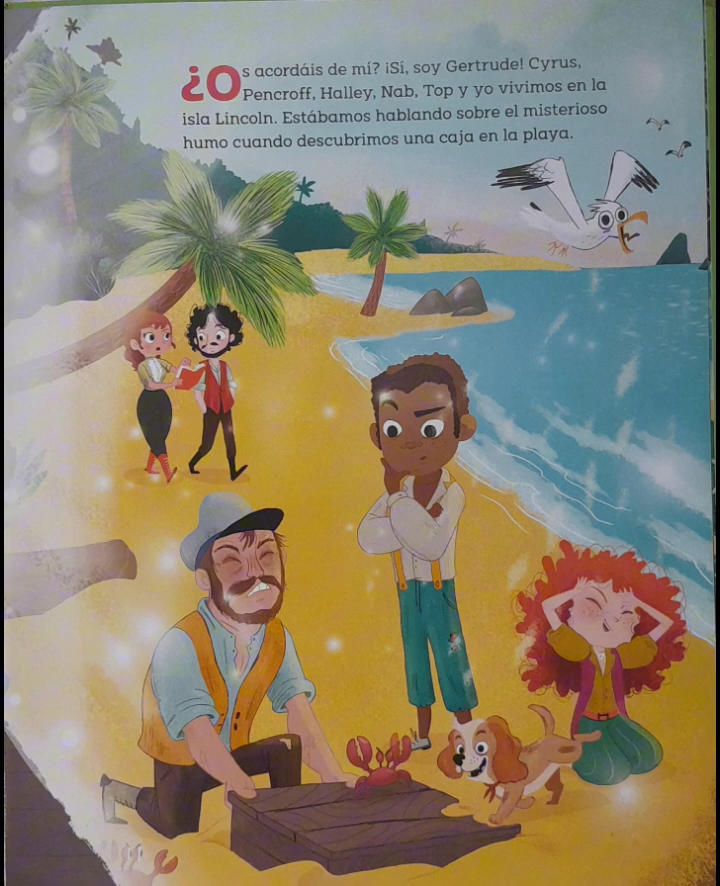 ¿Os acordáis de mí? ¡Sí, soy Gertrude! Cyrus,
Pencroff, Halley, Nab, Top y yo vivimos en la
isla Lincoln. Estábamos hablando sobre el misterioso
humo cuando descubrimos una caja en la playa.